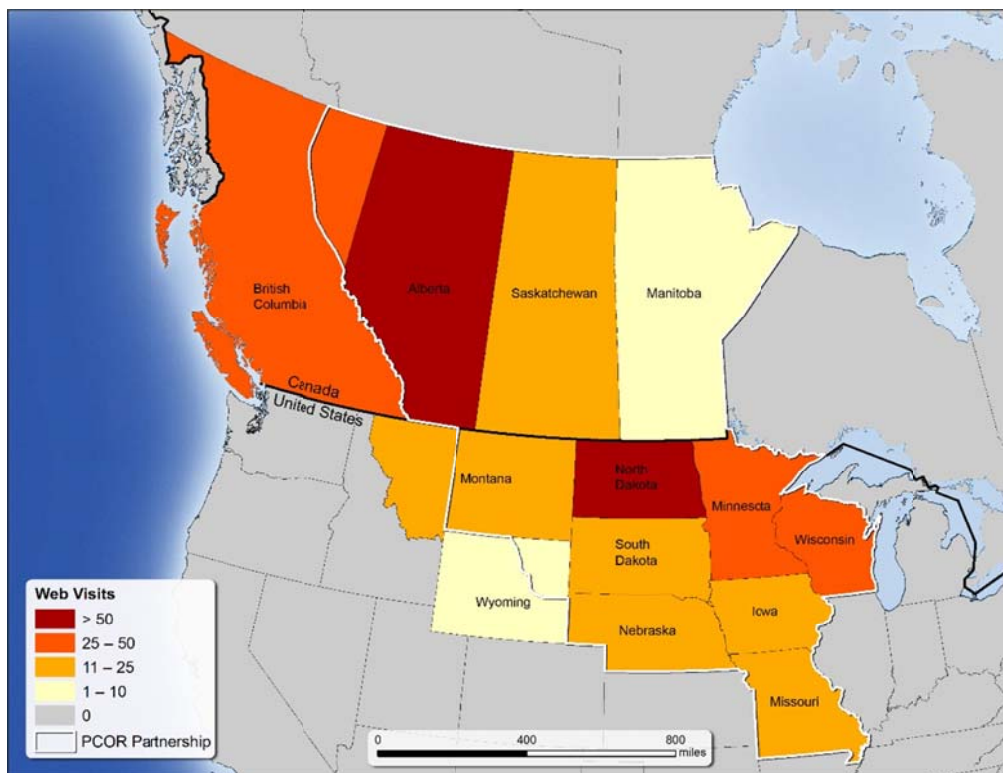 British
Columbia
Alberta
Saskatchewan
Manitoba
Canada
United States
Montana
North
Dakota
Minnesota
Wisconsin
South
Dakota
Wyoming
Iowa
Nebraska
Missouri
Web Visits
> 50
25 – 50
11 – 25
1 – 10
0
PCOR Partnership
0 400 800
miles